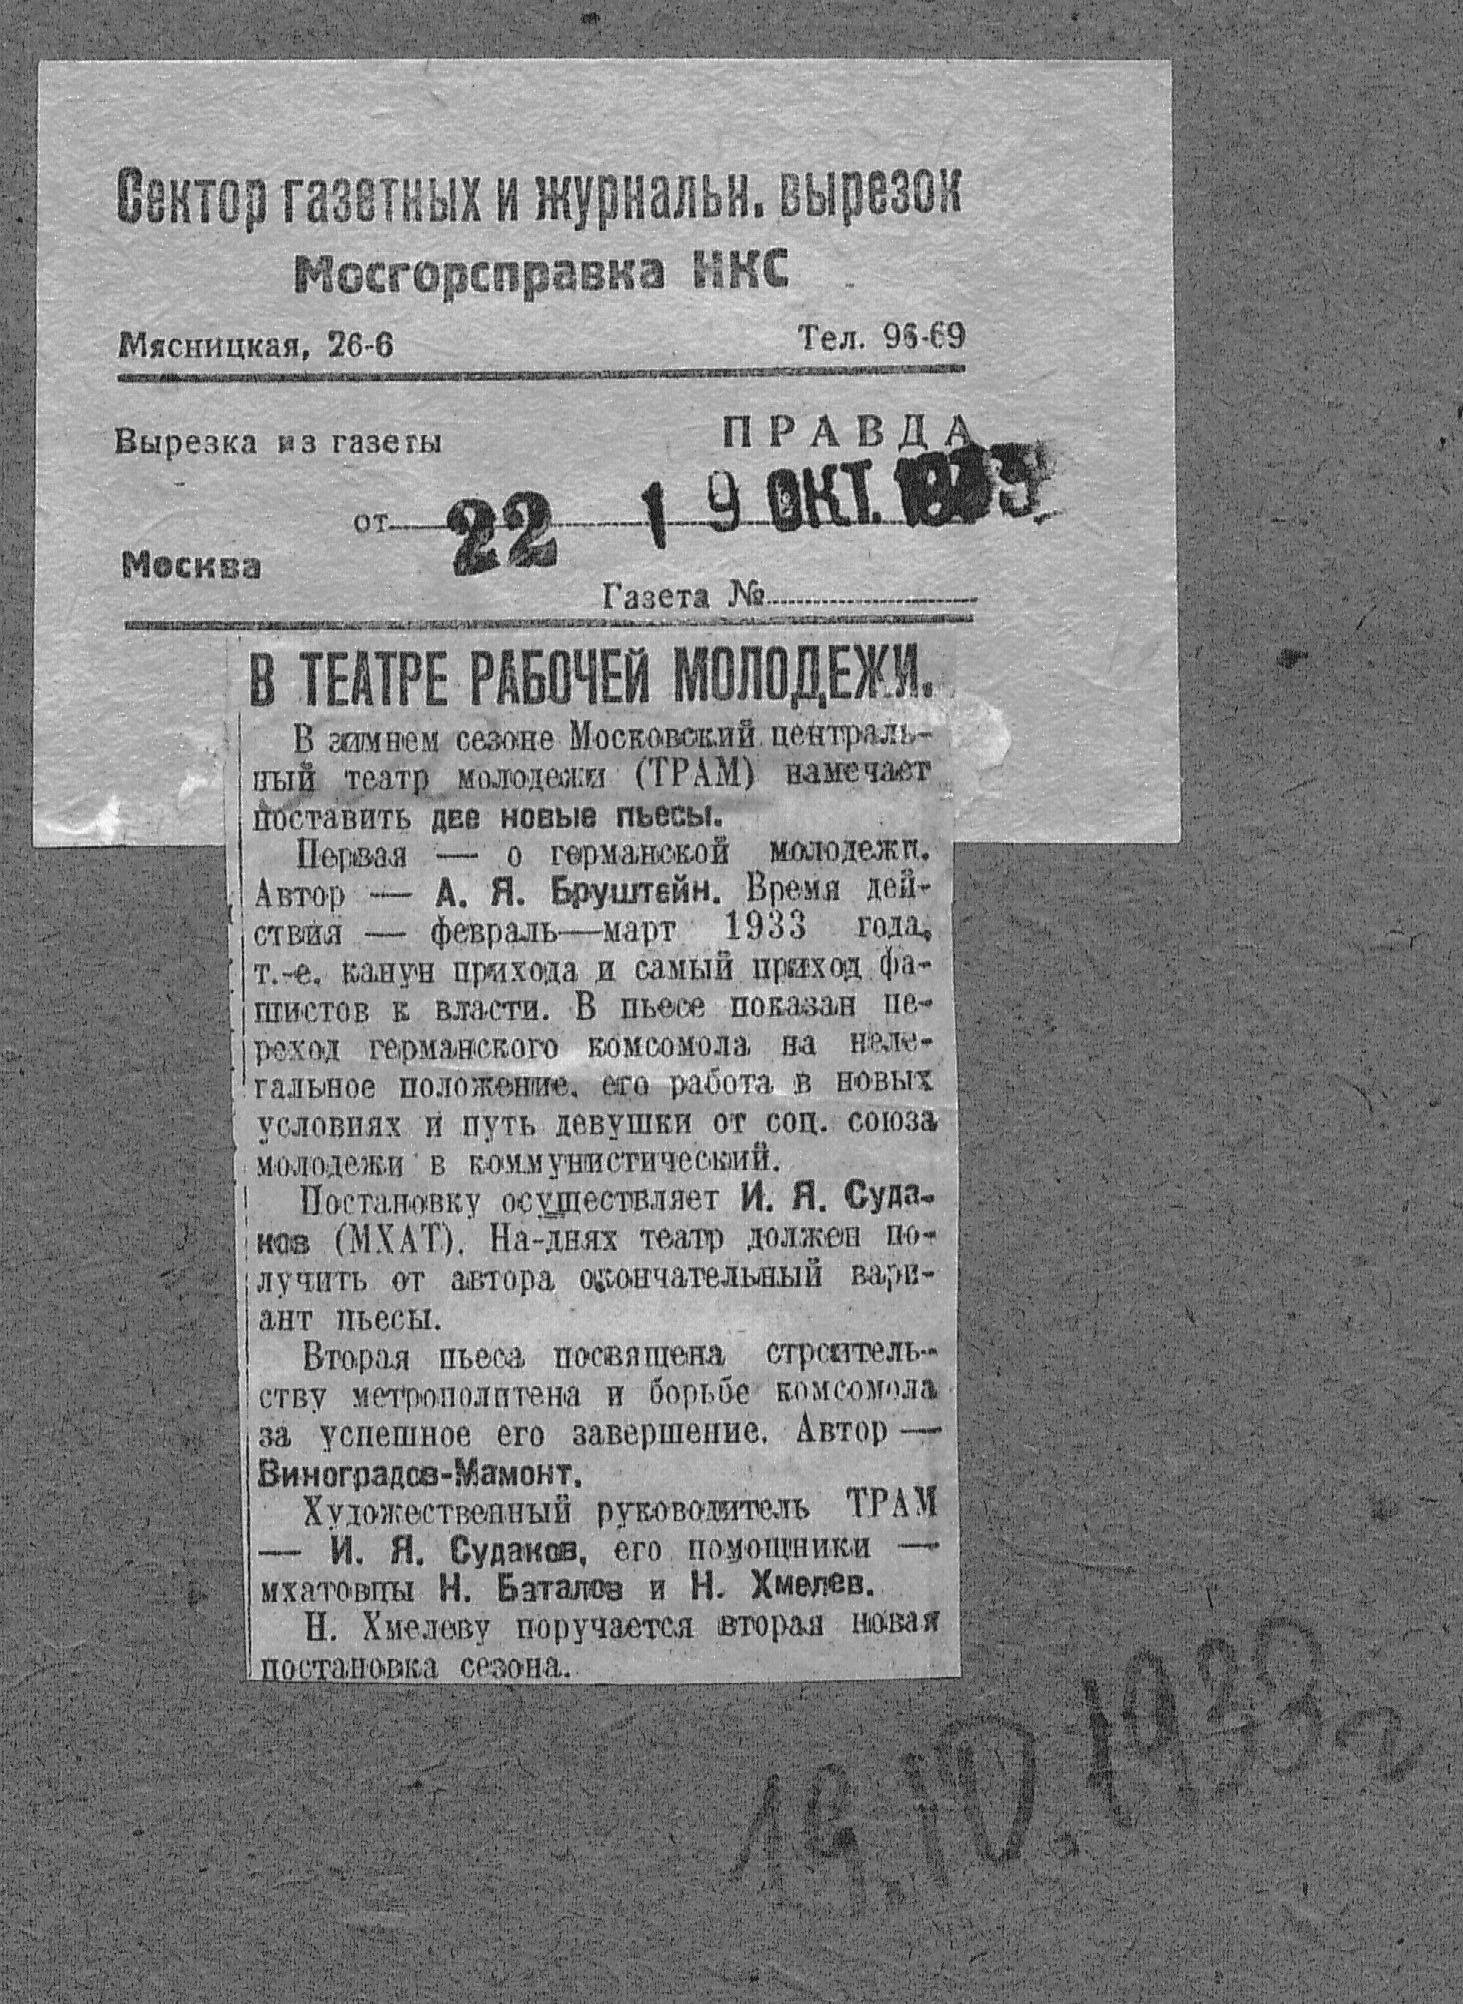 Сектор газетных и журнальн. вырезок
Мосгорсправка НКС
Мясницкая, 26-6 Тел. 96-69
Вырезка из газеты ПРАВДА
от 22 19 ОКТ. 1933
Москва
Газета №
В ТЕАТРЕ РАБОЧЕЙ МОЛОДЕЖИ.
В зимнем сезоне Московский централь-
ный театр молодежи (ТРАМ) намечает
поставить две новые пьесы.
Первая — о германской молодежи.
Автор — А. Я. Бруштейн. Время дей-
ствия — февраль—март 1933 года,
т.-е. канун прихода и самый приход фа-
шистов к власти. В пьесе показан пе-
реход германского комсомола на неле-
гальное положение, его работа в новых
условиях и путь девушки от соц. союза
молодежи в коммунистический.
Постановку осуществляет И. Я. Суда-
ков (МХАТ). На-днях театр должен по-
лучить от автора окончательный вари-
ант пьесы.
Вторая пьеса посвящена строитель-
ству метрополитена и борьбе комсомола
за успешное его завершение. Автор —
Виноградов-Мамонт.
Художественный руководитель ТРАМ
— И. Я. Судаков, его помощники —
мхатовцы Н. Баталов и Н. Хмелев.
Н. Хмелеву поручается вторая новая
постановка сезона.
19.10.1933г